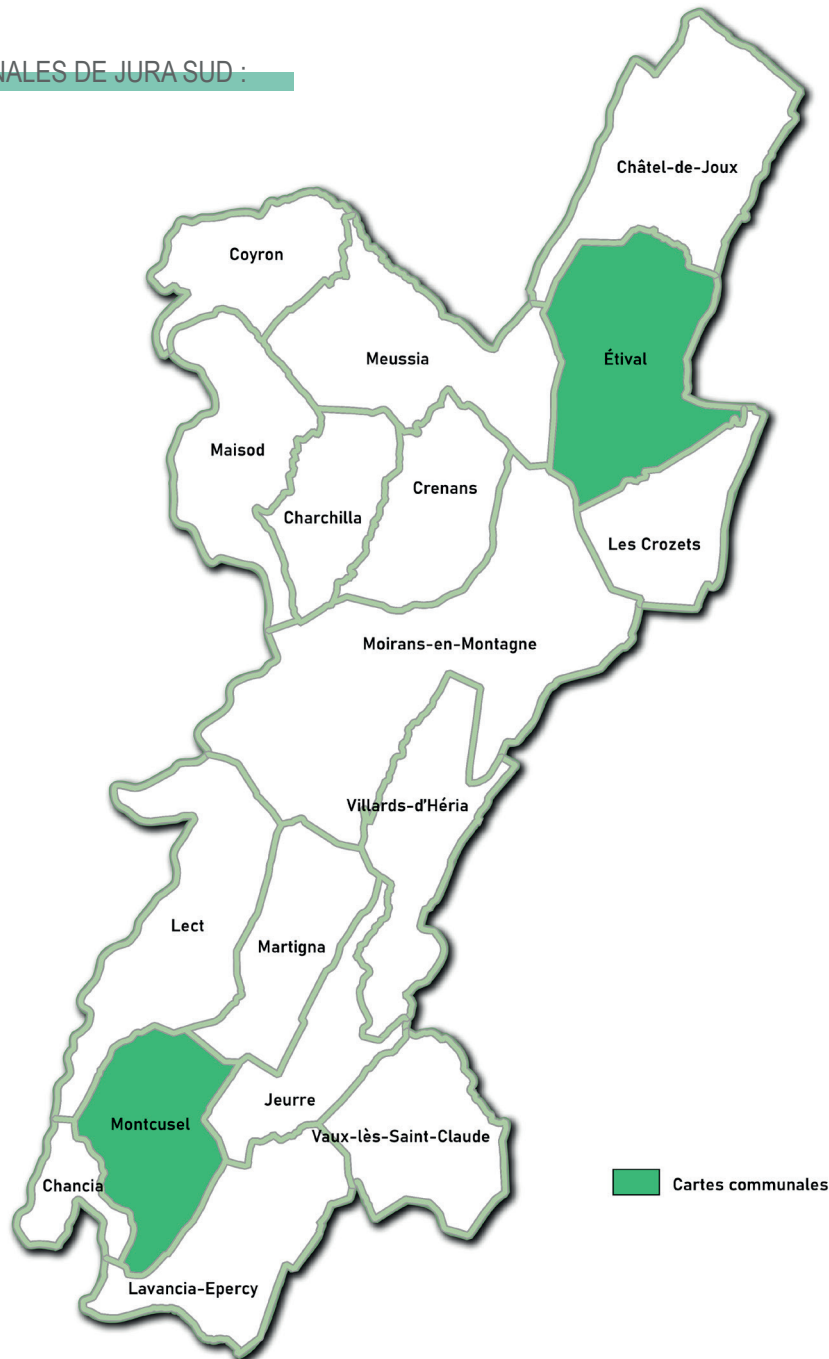 NALES DE JURA SUD :
Châtel-de-Joux
Coyron
Étival
Meussia
Maisod
Crenans
Charchilla
Les Crozets
Moirans-en-Montagne
Villards-d'Héria
Lect
Martigna
Jeurre
Montcusel
Vaux-lès-Saint-Claude
Chancia
Cartes communales
Lavancia-Epercy